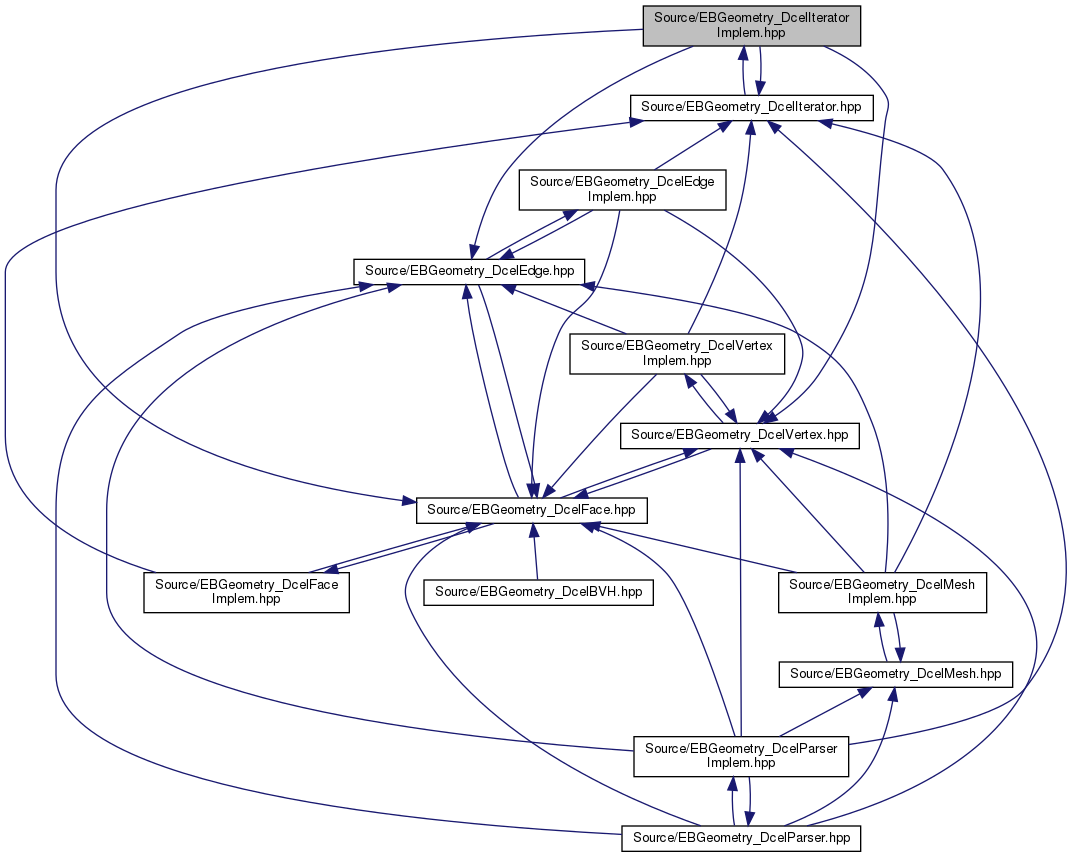 Source/EBGeometry_DcelIterator
Implem.hpp
Source/EBGeometry_DcelIterator.hpp
Source/EBGeometry_DcelEdge
Implem.hpp
Source/EBGeometry_DcelEdge.hpp
Source/EBGeometry_DcelVertex
Implem.hpp
Source/EBGeometry_DcelVertex.hpp
Source/EBGeometry_DcelFace.hpp
Source/EBGeometry_DcelFace
Implem.hpp
Source/EBGeometry_DcelBVH.hpp
Source/EBGeometry_DcelMesh
Implem.hpp
Source/EBGeometry_DcelMesh.hpp
Source/EBGeometry_DcelParser
Implem.hpp
Source/EBGeometry_DcelParser.hpp